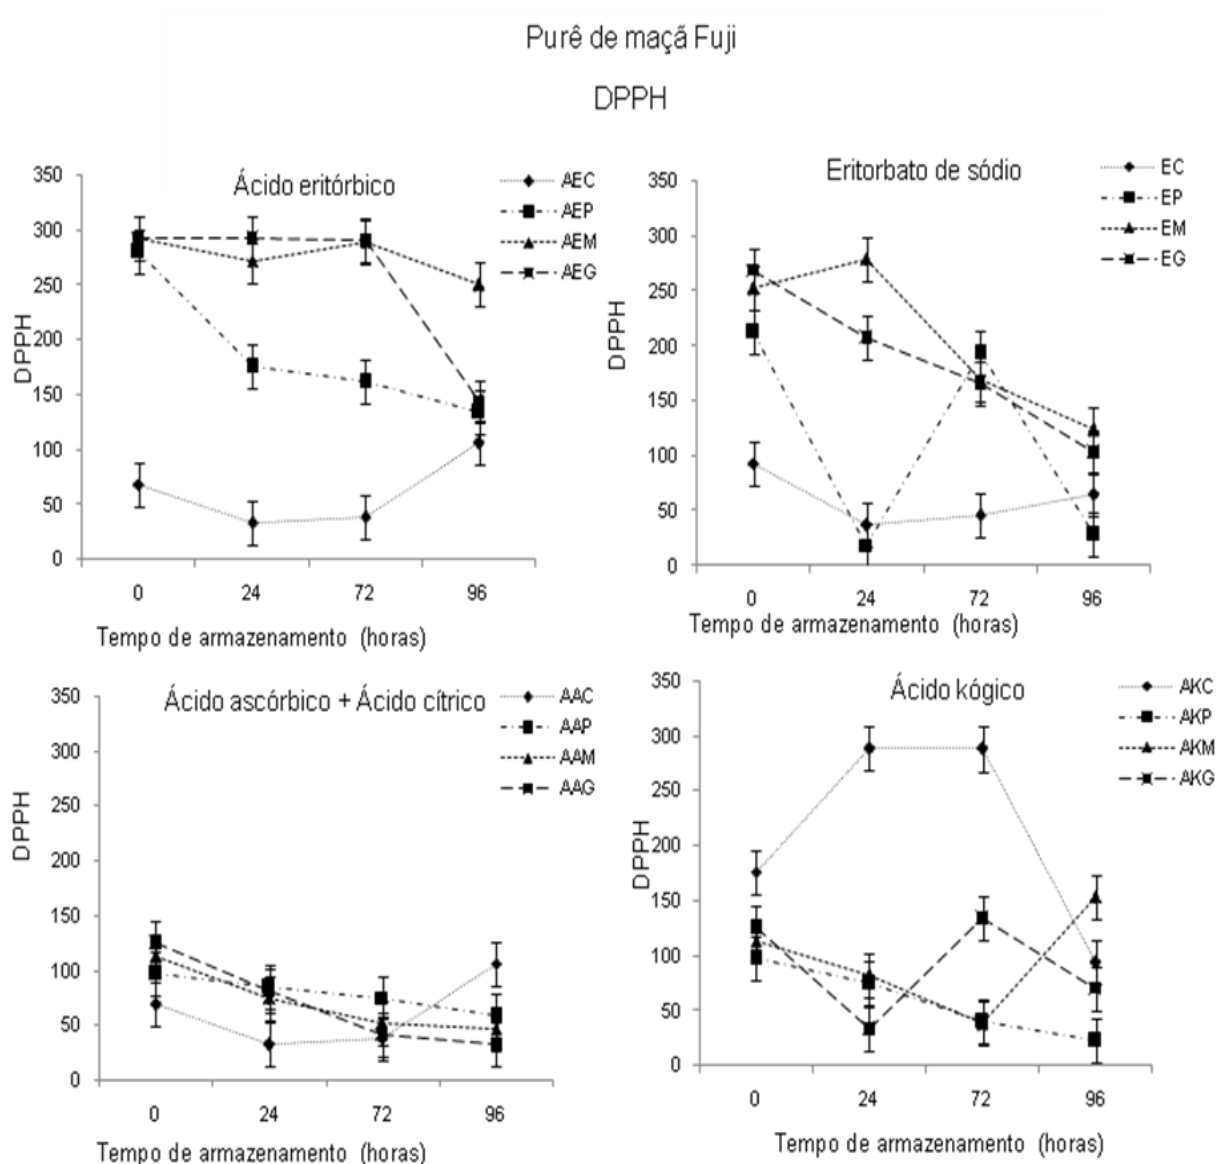 Purê de maçã Fuji
DPPH
Ácido eritórbico
AEC
AEP
AEM
AEG
350
300
250
200
150
100
50
0
DPPH
0 24 72 96
Tempo de armazenamento (horas)
Eritorbato de sódio
EC
EP
EM
EG
350
300
250
200
150
100
50
0
DPPH
0 24 72 96
Tempo de armazenamento (horas)
Ácido ascórbico + Ácido cítrico
AAC
AAP
AAM
AAG
350
300
250
200
150
100
50
0
DPPH
0 24 72 96
Tempo de armazenamento (horas)
Ácido kógico
AKC
AKP
AKM
AKG
350
300
250
200
150
100
50
0
DPPH
0 24 72 96
Tempo de armazenamento (horas)